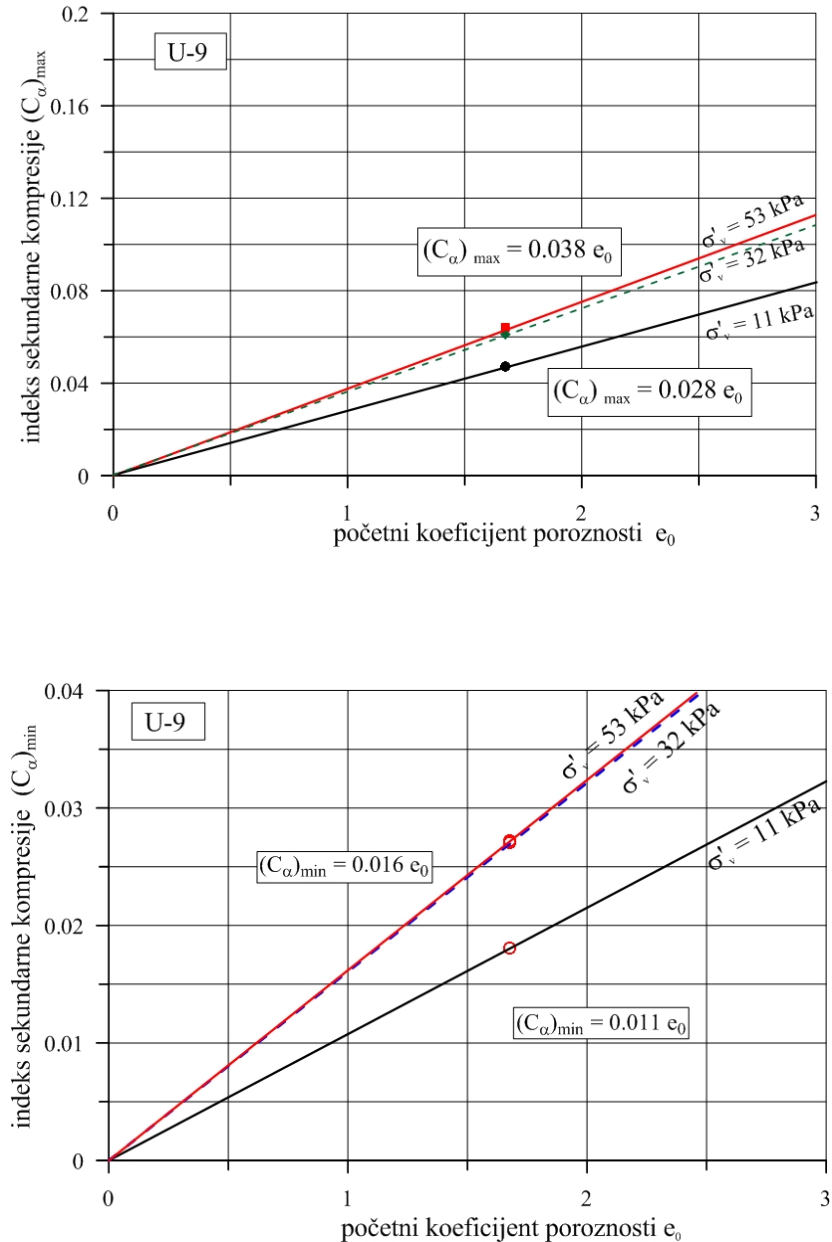 U-9
indeks sekundarne kompresije (Cα)max
0.2
0.16
0.12
0.08
0.04
0
σ'v = 53 kPa
σ'v = 32 kPa
σ'v = 11 kPa
(Cα) max = 0.038 e0
(Cα) max = 0.028 e0
0 1 2 3
početni koeficijent poroznosti e0
U-9
indeks sekundarne kompresije (Cα)min
0.04
0.03
0.02
0.01
0
σ'v = 53 kPa
σ'v = 32 kPa
σ'v = 11 kPa
(Cα)min = 0.016 e0
(Cα)min = 0.011 e0
0 1 2 3
početni koeficijent poroznosti e0